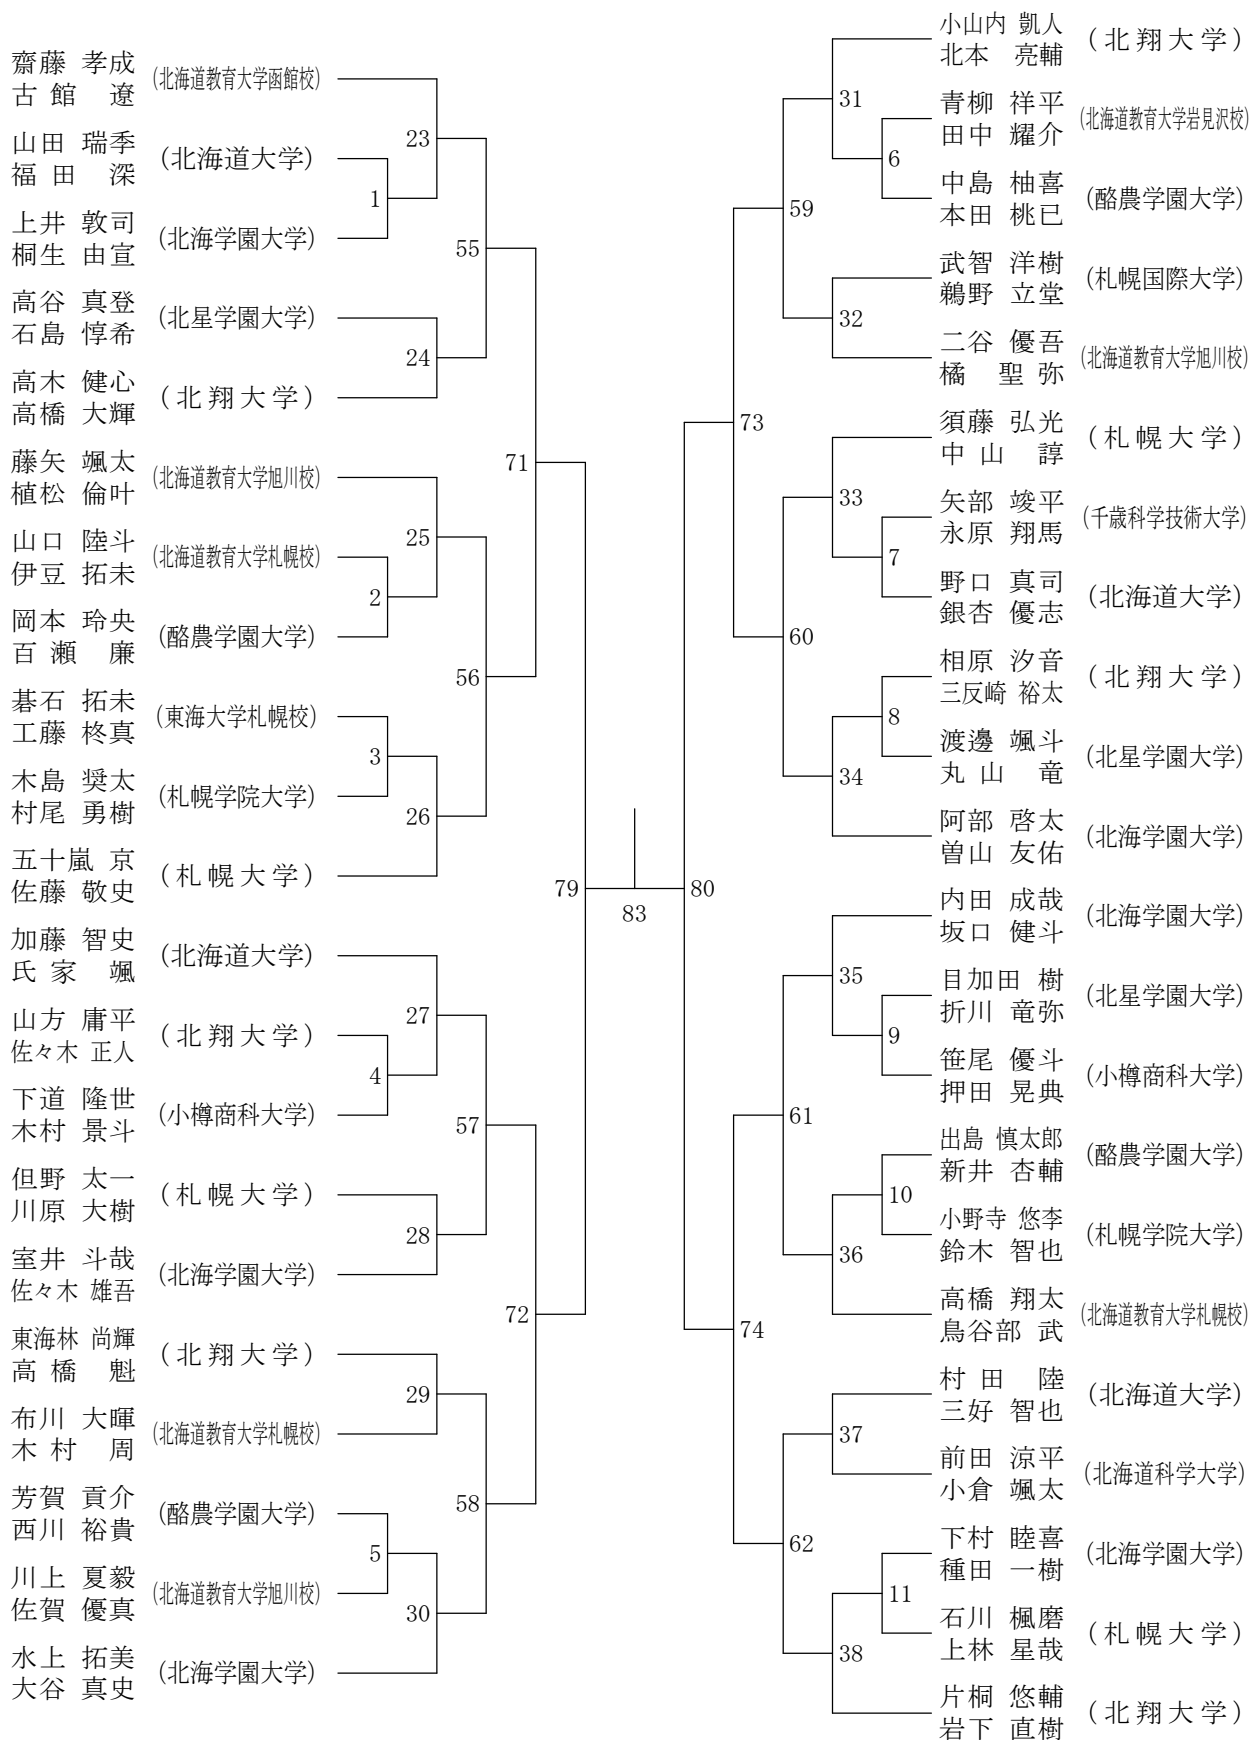 齋藤 孝成
古館 遼
(北海道教育大学函館校)
山田 瑞季
福田 深
(北海道大学)
上井 敦司
桐生 由宣
(北海学園大学)
高谷 真登
石島 惇希
(北星学園大学)
高木 健心
高橋 大輝
(北翔大学)
藤矢 颯太
植松 倫叶
(北海道教育大学旭川校)
山口 陸斗
伊豆 拓未
(北海道教育大学札幌校)
岡本 玲央
百瀬 廉
(酪農学園大学)
碁石 拓未
工藤 柊真
(東海大学札幌校)
木島 奨太
村尾 勇樹
(札幌学院大学)
五十嵐 京
佐藤 敬史
(札幌大学)
加藤 智史
氏家 颯
(北海道大学)
山方 庸平
佐々木 正人
(北翔大学)
下道 隆世
木村 景斗
(小樽商科大学)
但野 太一
川原 大樹
(札幌大学)
室井 斗哉
佐々木 雄吾
(北海学園大学)
東海林 尚輝
高橋 魁
(北翔大学)
布川 大暉
木村 周
(北海道教育大学札幌校)
芳賀 貢介
西川 裕貴
(酪農学園大学)
川上 夏毅
佐賀 優真
(北海道教育大学旭川校)
水上 拓美
大谷 真史
(北海学園大学)
1
2
3
4
5
23
24
25
26
27
28
29
30
55
56
57
58
71
72
79
83
80
73
74
59
60
61
62
31
32
33
34
35
36
37
38
6
7
8
9
10
11
小山内 凱人
北本 亮輔
(北翔大学)
青柳 祥平
田中 耀介
(北海道教育大学岩見沢校)
中島 柚喜
本田 桃已
(酪農学園大学)
武智 洋樹
鵜野 立堂
(札幌国際大学)
二谷 優吾
橘 聖弥
(北海道教育大学旭川校)
須藤 弘光
中山 諄
(札幌大学)
矢部 竣平
永原 翔馬
(千歳科学技術大学)
野口 真司
銀杏 優志
(北海道大学)
相原 汐音
三反崎 裕太
(北翔大学)
渡邊 颯斗
丸山 竜
(北星学園大学)
阿部 啓太
曽山 友佑
(北海学園大学)
内田 成哉
坂口 健斗
(北海学園大学)
目加田 樹
折川 竜弥
(北星学園大学)
笹尾 優斗
押田 晃典
(小樽商科大学)
出島 慎太郎
新井 杏輔
(酪農学園大学)
小野寺 悠李
鈴木 智也
(札幌学院大学)
高橋 翔太
鳥谷部 武
(北海道教育大学札幌校)
村田 陸
三好 智也
(北海道大学)
前田 涼平
小倉 颯太
(北海道科学大学)
下村 睦喜
種田 一樹
(北海学園大学)
石川 楓磨
上林 星哉
(札幌大学)
片桐 悠輔
岩下 直樹
(北翔大学)